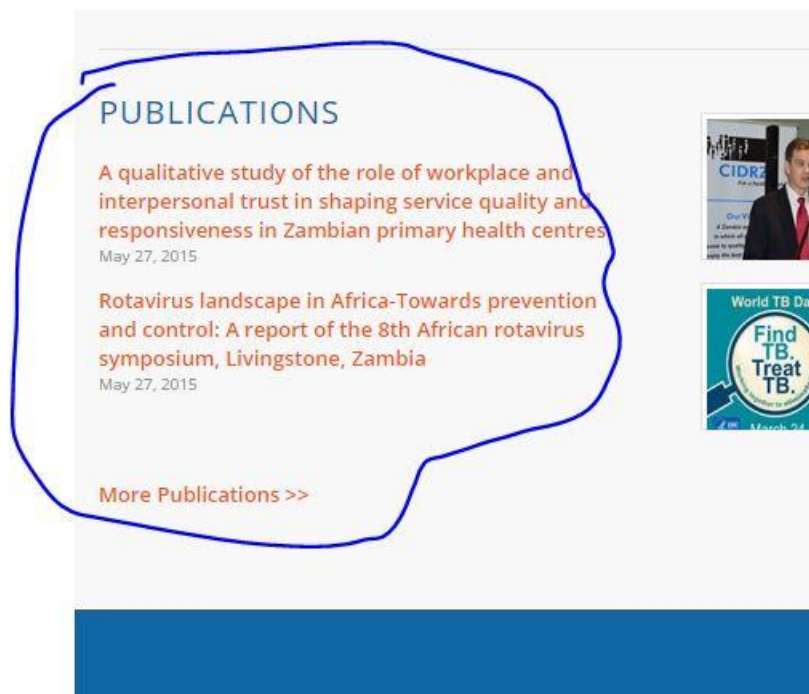 PUBLICATIONS
A qualitative study of the role of workplace and
interpersonal trust in shaping service quality and
responsiveness in Zambian primary health centres
May 27, 2015
Rotavirus landscape in Africa-Towards prevention
and control: A report of the 8th African rotavirus
symposium, Livingstone, Zambia
May 27, 2015
More Publications >>
CIDRZ
World TB Da
Find
TB.
Treat
TB.
March 24